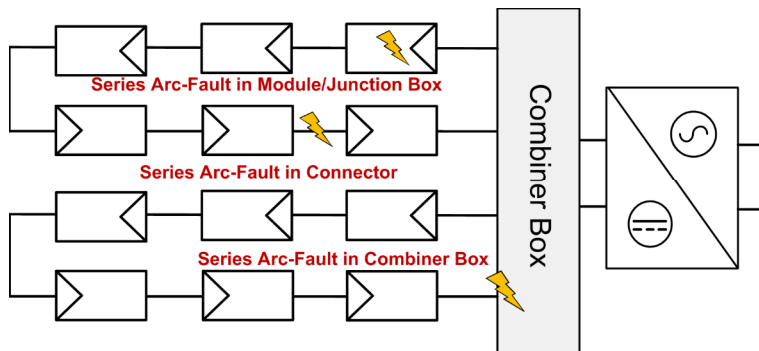 Series Arc-Fault in Module/Junction Box
Series Arc-Fault in Connector
Series Arc-Fault in Combiner Box
Combiner Box